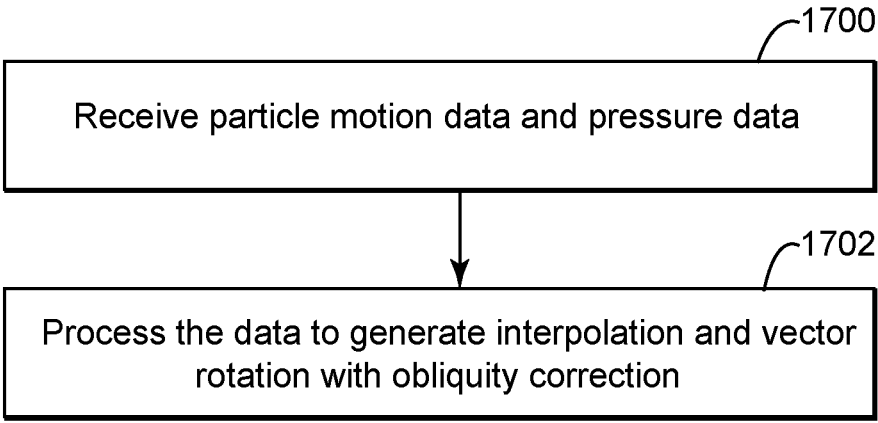 1700
Receive particle motion data and pressure data
1702
Process the data to generate interpolation and vector
rotation with obliquity correction